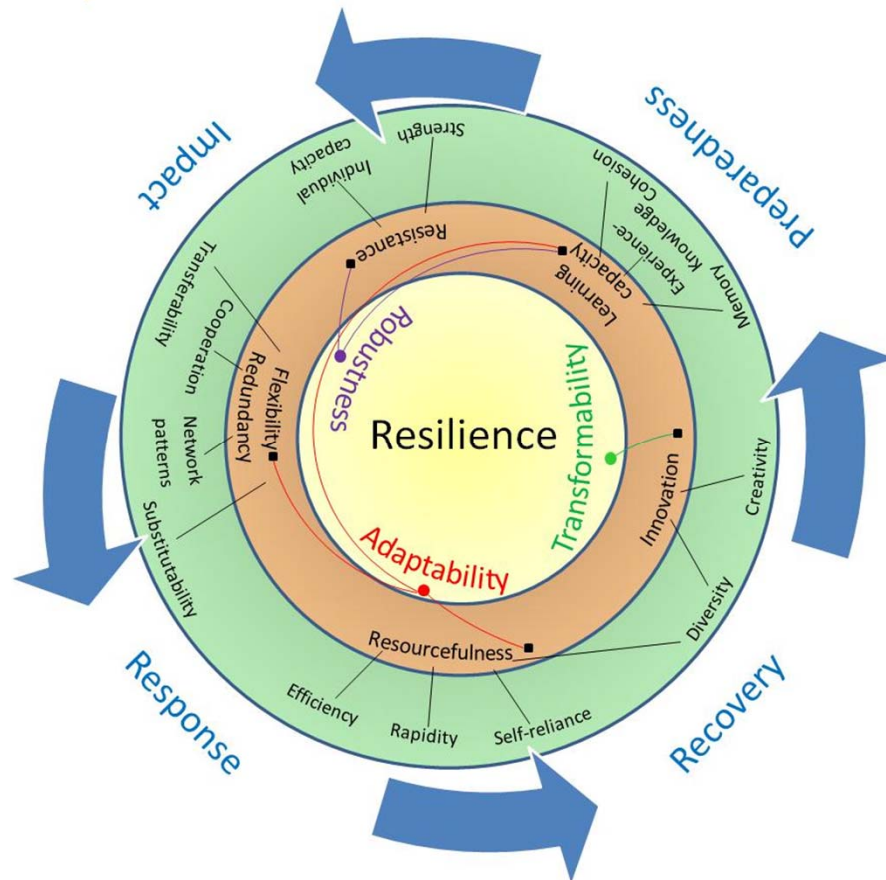 Preparedness
Impact
Response
Recovery
Strength
Individual
capacity
Transferability
Cooperation
Network
patterns
Substitutability
Efficiency
Rapidity
Self-reliance
Diversity
Creativity
Memory
Experience-
Knowledge
Cohesion
Resistance
Flexibility
Redundancy
Resourcefulness
Innovation
Learning
capacity
Robustness
Adaptability
Transformability
Resilience